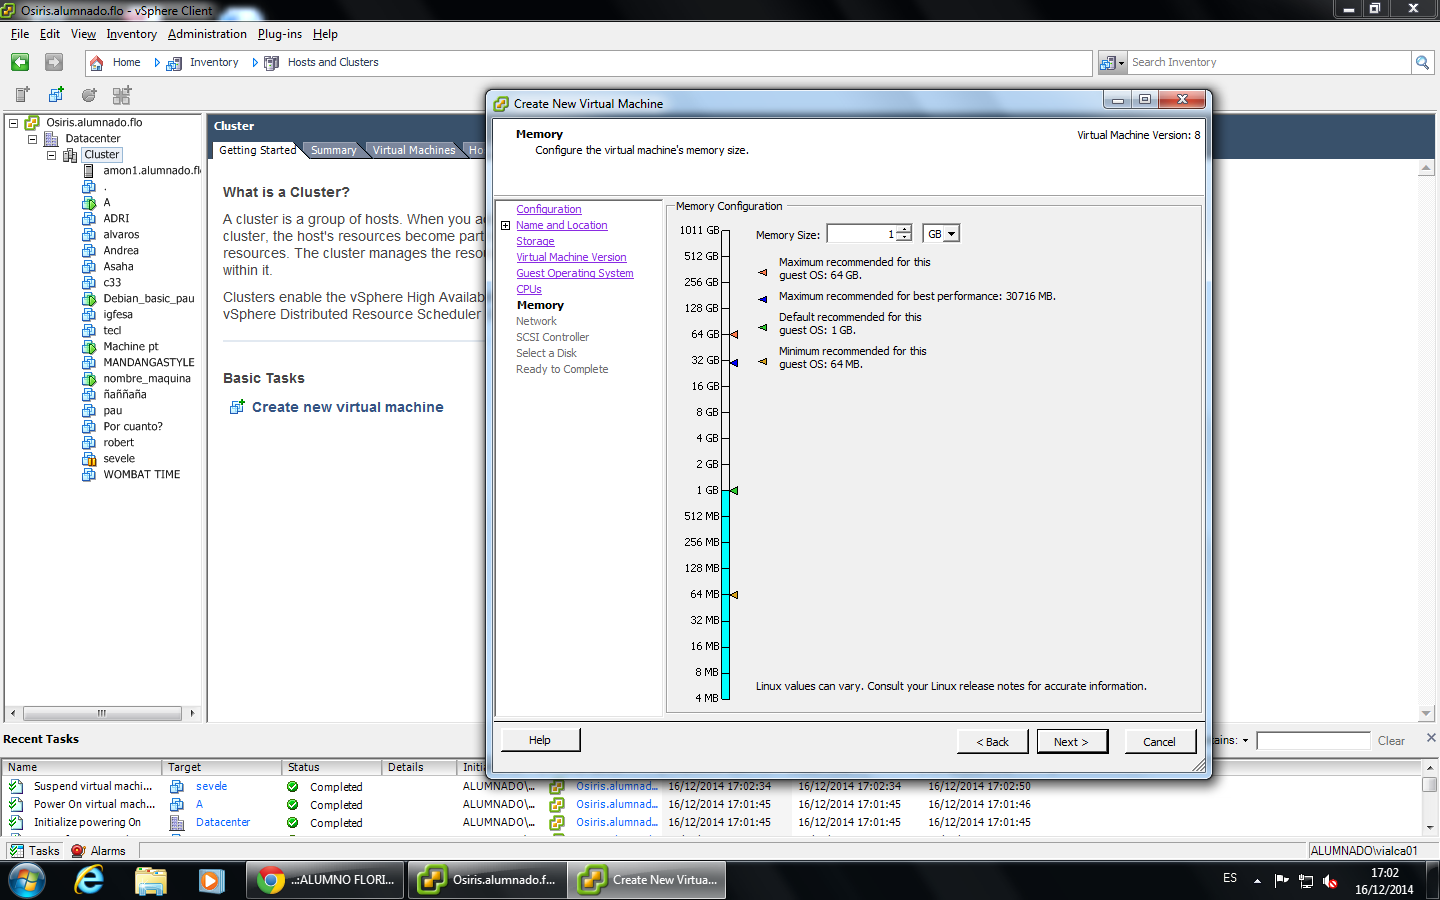 Osiris.alumnado.flo - vSphere Client
File Edit View Inventory Administration Plug-ins Help
Home Inventory Hosts and Clusters
Search Inventory
Osiris.alumnado.flo
Datacenter
Cluster
amon1.alumnado.fl
.
A
ADRI
alvaros
Andrea
Asaha
c33
Debian_basic_pau
igfesa
tecl
Machine pt
MANDANGASTYLE
nombre_maquina
ñaññaña
pau
Por cuanto?
robert
sevele
WOMBAT TIME
Cluster
Getting Started Summary Virtual Machines Ho
What is a Cluster?
A cluster is a group of hosts. When you a
cluster, the host's resources become part
resources. The cluster manages the reso
within it.
Clusters enable the vSphere High Availab
vSphere Distributed Resource Scheduler
Basic Tasks
Create new virtual machine
Create New Virtual Machine
Memory
Configure the virtual machine's memory size.
Virtual Machine Version: 8
Configuration
Name and Location
Storage
Virtual Machine Version
Guest Operating System
CPUs
Memory
Network
SCSI Controller
Select a Disk
Ready to Complete
Memory Configuration
1011 GB
512 GB
256 GB
128 GB
64 GB
32 GB
16 GB
8 GB
4 GB
2 GB
1 GB
512 MB
256 MB
128 MB
64 MB
32 MB
16 MB
8 MB
4 MB
Memory Size: 1 GB
Maximum recommended for this
guest OS: 64 GB.
Maximum recommended for best performance: 30716 MB.
Default recommended for this
guest OS: 1 GB.
Minimum recommended for this
guest OS: 64 MB.
Linux values can vary. Consult your Linux release notes for accurate information.
Help < Back Next > Cancel
Recent Tasks
ains: Clear
Name Target Status Details Initi
Suspend virtual machi... sevele Completed ALUMNADO\... Osiris.alumnad... 16/12/2014 17:02:34 16/12/2014 17:02:34 16/12/2014 17:02:50
Power On virtual mach... A Completed ALUMNADO\... Osiris.alumnad... 16/12/2014 17:01:45 16/12/2014 17:01:45 16/12/2014 17:01:46
Initialize powering On Datacenter Completed ALUMNADO\... Osiris.alumnad... 16/12/2014 17:01:45 16/12/2014 17:01:45 16/12/2014 17:01:45
Tasks Alarms
ALUMNADO\vialca01
..:ALUMNO FLORI... Osiris.alumnado.f... Create New Virtua...
ES
17:02
16/12/2014